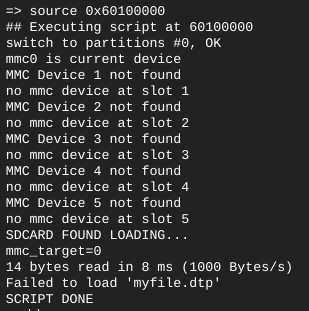 => source 0x60100000
## Executing script at 60100000
switch to partitions #0, OK
mmc0 is current device
MMC Device 1 not found
no mmc device at slot 1
MMC Device 2 not found
no mmc device at slot 2
MMC Device 3 not found
no mmc device at slot 3
MMC Device 4 not found
no mmc device at slot 4
MMC Device 5 not found
no mmc device at slot 5
SDCARD FOUND LOADING...
mmc_target=0
14 bytes read in 8 ms (1000 Bytes/s)
Failed to load 'myfile.dtp'
SCRIPT DONE